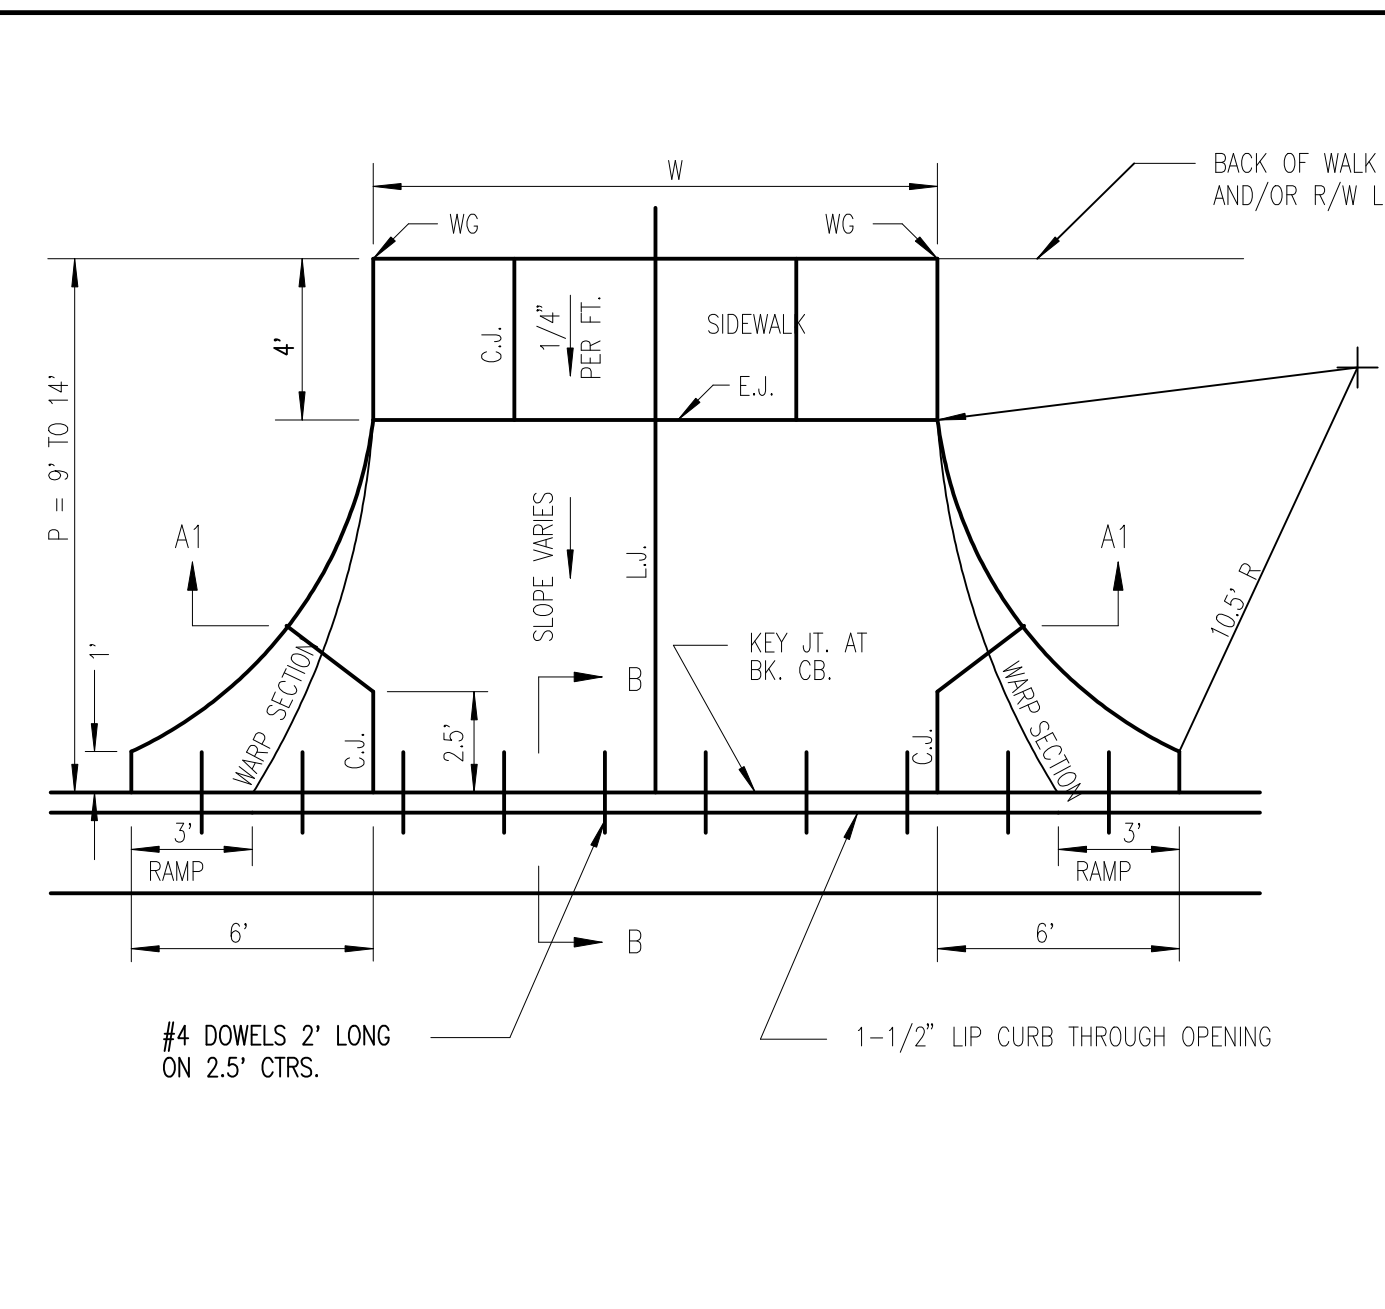 W
BACK OF WALK
AND/OR R/W L
WG
WG
4'
C.J.
1/4"
PER FT.
SIDEWALK
E.J.
P = 9' TO 14'
A1
A1
SLOPE VARIES
L.J.
10.5' R
1'
KEY JT. AT
BK. CB.
B
WARP SECTION
WARP SECTION
C.J.
2.5'
C.J.
3'
RAMP
3'
RAMP
6'
6'
B
#4 DOWELS 2' LONG
ON 2.5' CTRS.
1-1/2" LIP CURB THROUGH OPENING